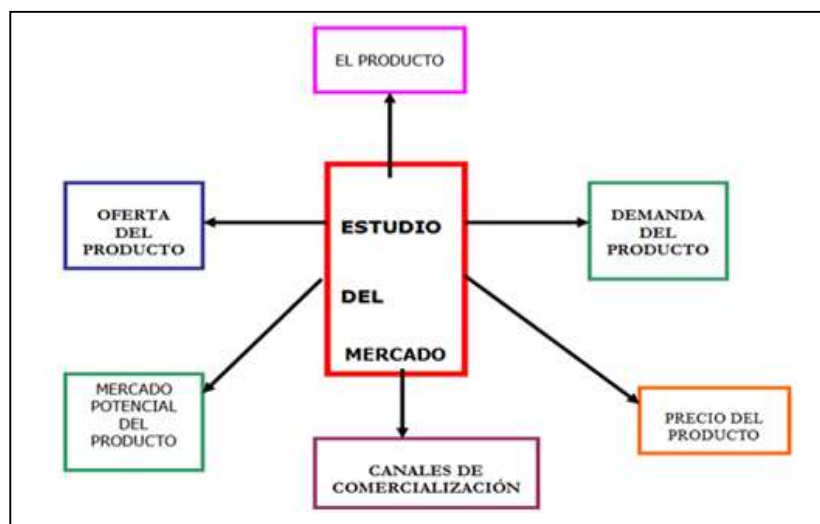 EL PRODUCTO
OFERTA
DEL
PRODUCTO
ESTUDIO
DEL
MERCADO
DEMANDA
DEL
PRODUCTO
MERCADO
POTENCIAL
DEL
PRODUCTO
CANALES DE
COMERCIALIZACIÓN
PRECIO DEL
PRODUCTO